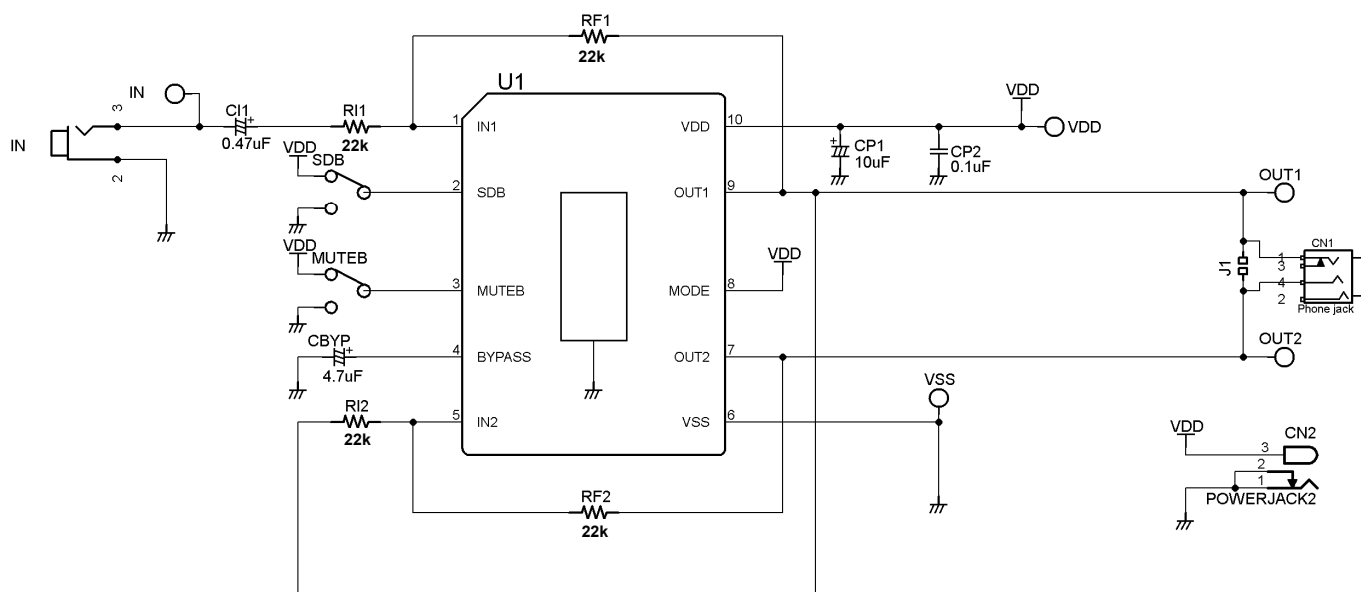 RF1
22k
U1
IN
3
CI1
+
0.47uF
RI1
22k
1
IN1
VDD
10
VDD
VDD
+
CP1
10uF
CP2
0.1uF
IN
2
VDD
SDB
2
SDB
OUT1
9
OUT1
VDD
MUTEB
3
MUTEB
MODE
8
VDD
J1
CN1
1
3
4
2
Phone jack
CBYP
+
4.7uF
4
BYPASS
OUT2
7
OUT2
RI2
22k
5
IN2
VSS
6
VSS
RF2
22k
VDD
CN2
3
2
1
POWERJACK2